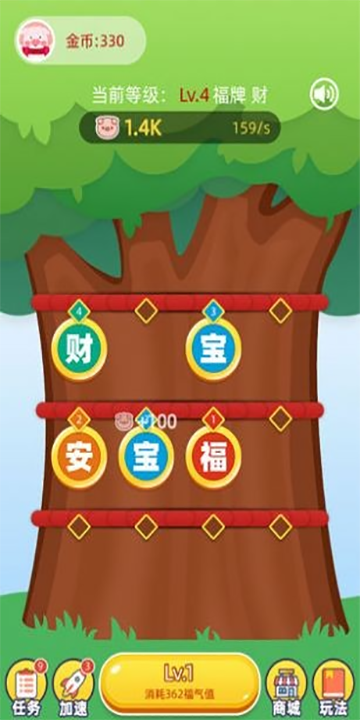 金币:330
当前等级： Lv.4 福牌 财
1.4K 159/s
4 3
财 宝
2 1
+100
安 宝 福
Lv.1
消耗362福气值
9 3
任务 加速 商城 玩法